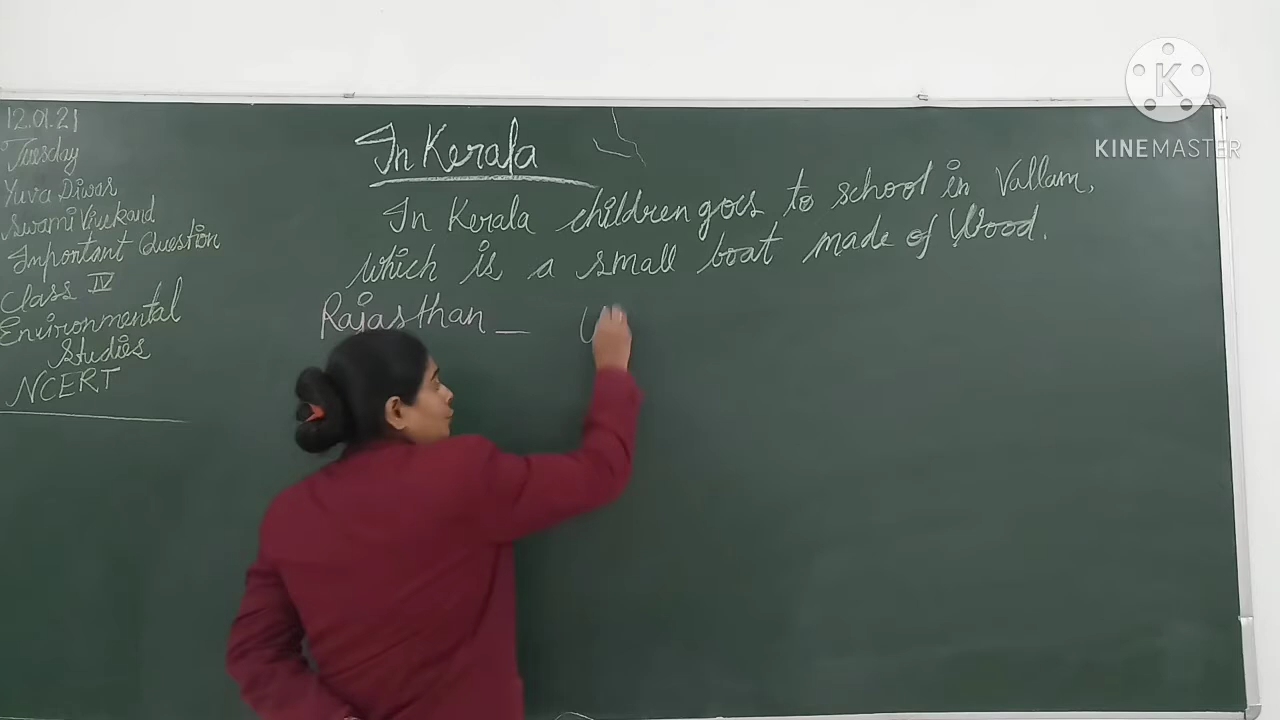 12.01.21
Tuesday
Yuva Diwas
Swami Vivekand
Important Question
Class IV
Environmental
Studies
NCERT
In Kerala
In Kerala children goes to school in Vallam,
which is a small boat made of Wood.
Rajasthan _
K
KINEMASTER